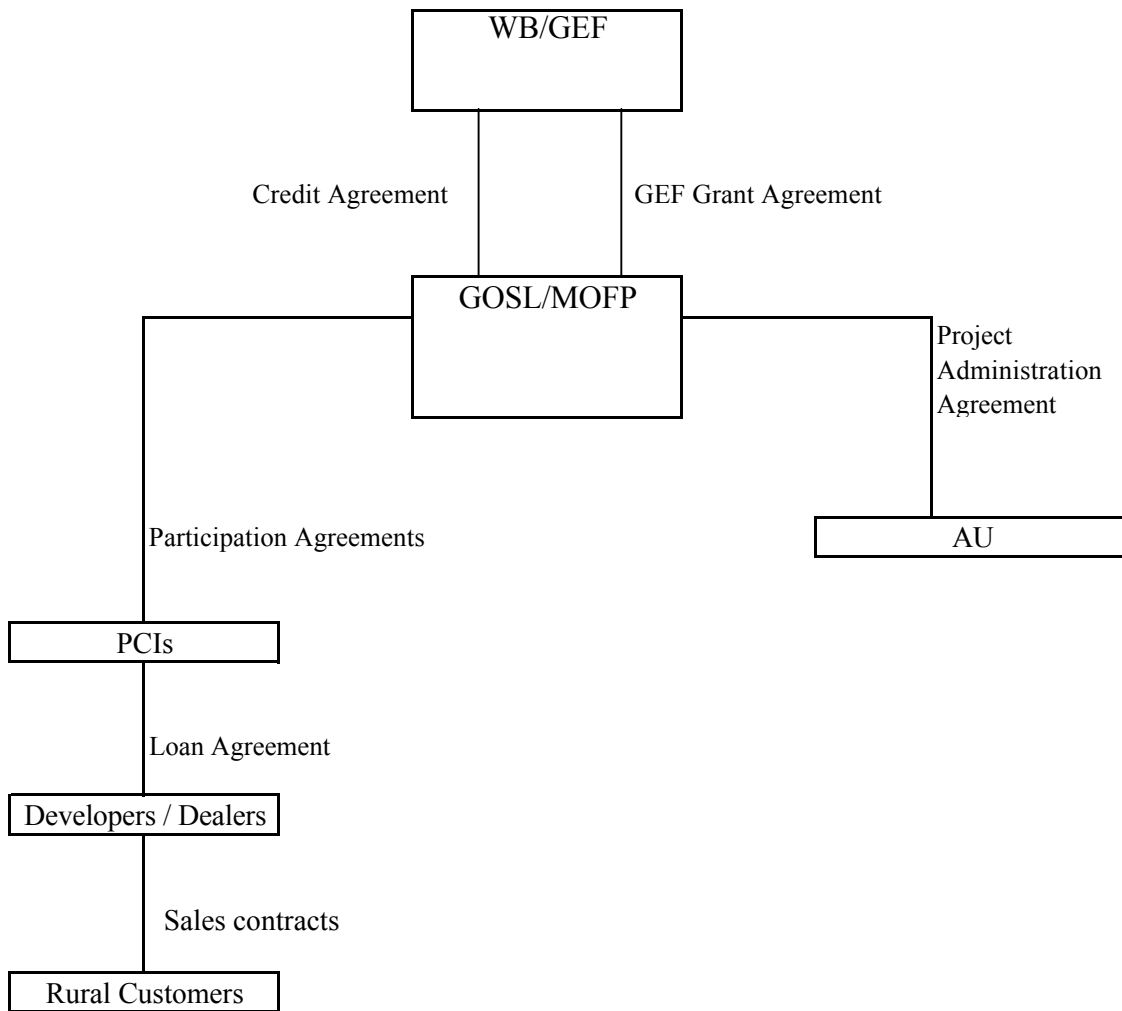 WB/GEF
Credit Agreement
GEF Grant Agreement
GOSL/MOFP
Project
Administration
Agreement
Participation Agreements
AU
PCIs
Loan Agreement
Developers / Dealers
Sales contracts
Rural Customers